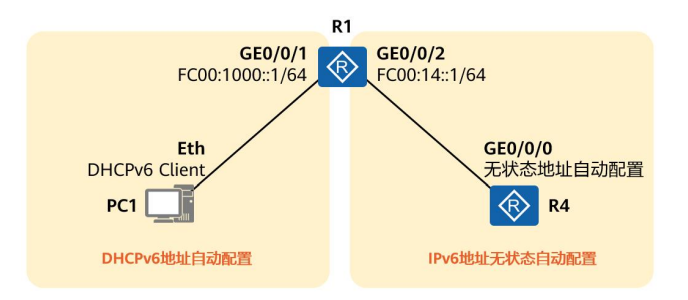 R1
GE0/0/1
FC00:1000::1/64
R
GE0/0/2
FC00:14::1/64
Eth
DHCPv6 Client
PC1
GE0/0/0
无状态地址自动配置
R
R4
DHCPv6地址自动配置
IPv6地址无状态自动配置